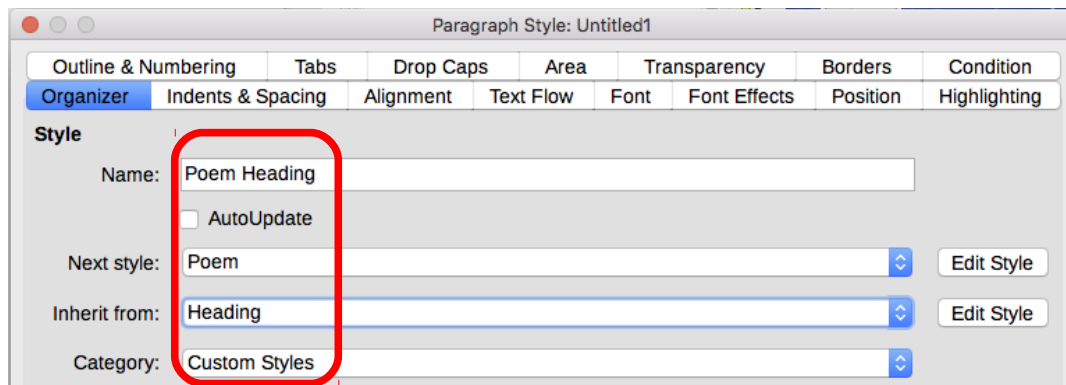 Paragraph Style: Untitled1
Outline & Numbering Tabs Drop Caps Area Transparency Borders Condition
Organizer Indents & Spacing Alignment Text Flow Font Font Effects Position Highlighting
Style
Name: Poem Heading
AutoUpdate
Next style: Poem Edit Style
Inherit from: Heading Edit Style
Category: Custom Styles